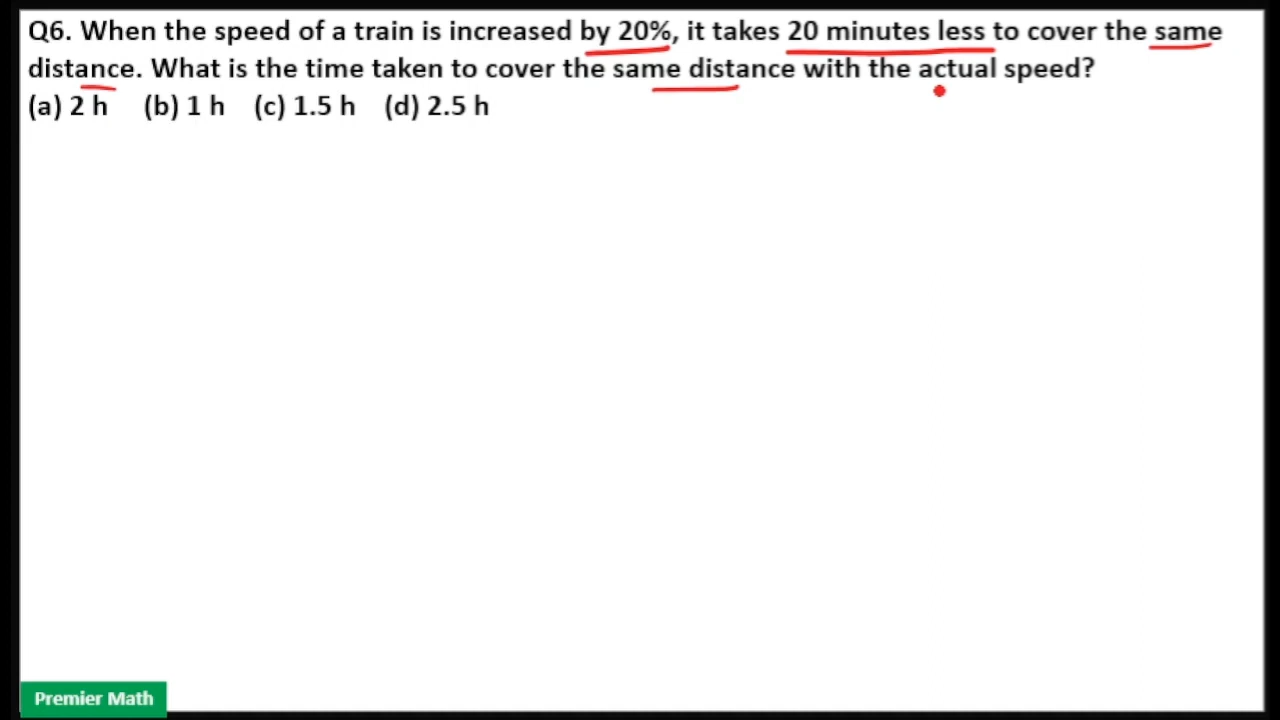 Q6. When the speed of a train is increased by 20%, it takes 20 minutes less to cover the same
distance. What is the time taken to cover the same distance with the actual speed?
(a) 2 h (b) 1 h (c) 1.5 h (d) 2.5 h
Premier Math